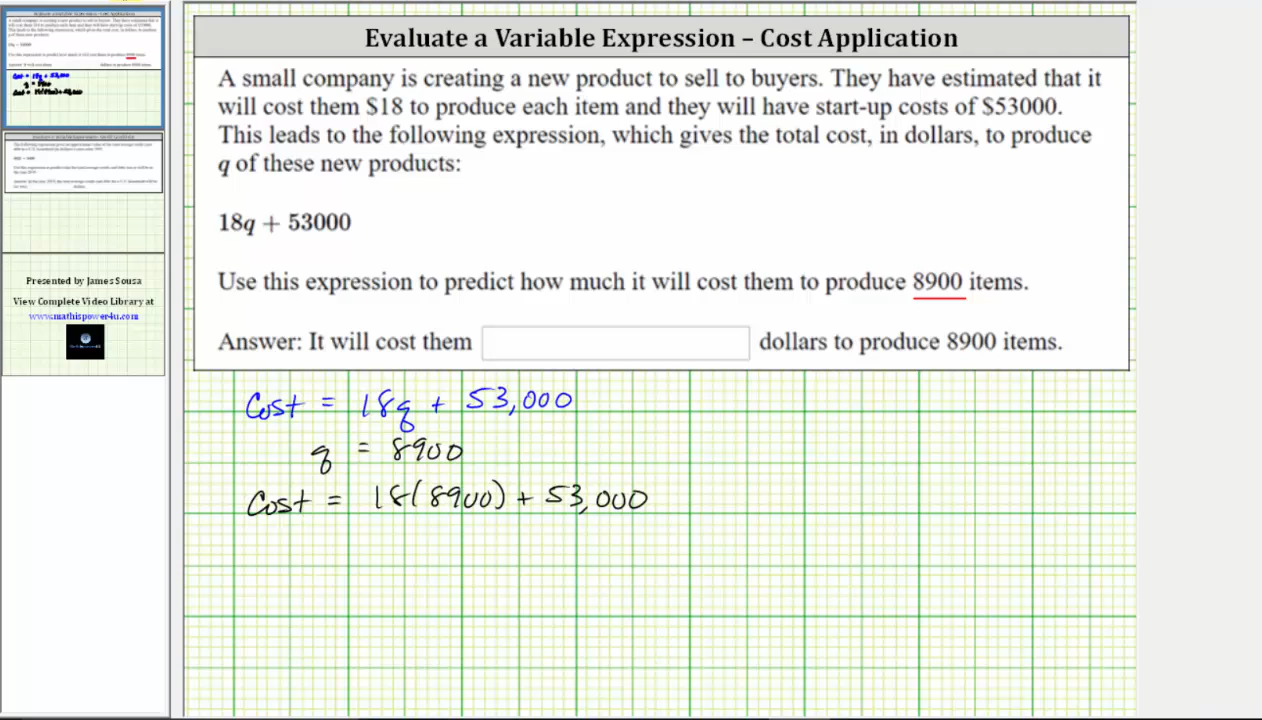 Evaluate a Variable Expression – Cost Application
A small company is creating a new product to sell to buyers. They have estimated that it
will cost them $18 to produce each item and they will have start-up costs of $53000.
This leads to the following expression, which gives the total cost, in dollars, to produce
q of these new products:
18q + 53000
Use this expression to predict how much it will cost them to produce 8900 items.
Answer: It will cost them dollars to produce 8900 items.
Cost = 18q + 53,000
q = 8900
Cost = 18(8900) + 53,000
Presented by James Sousa
View Complete Video Library at
www.mathispower4u.com